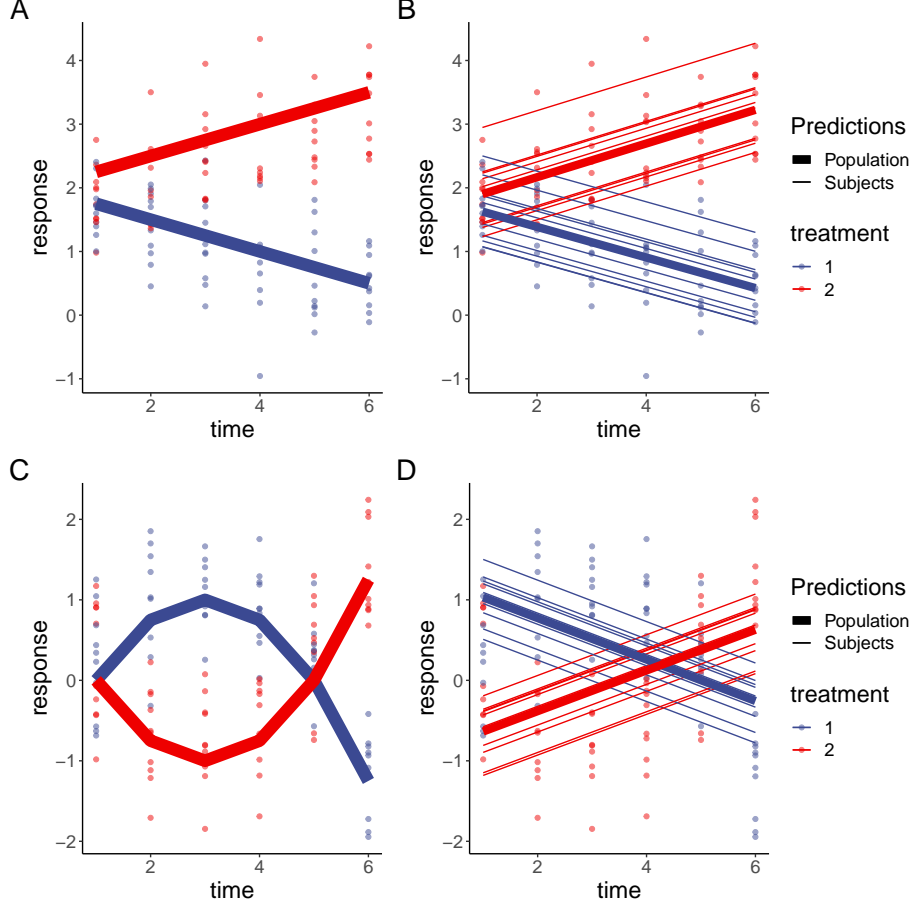 A
response
4
3
2
1
0
−1
2
4
6
time
B
response
4
3
2
1
0
−1
2
4
6
time
Predictions
Population
Subjects
treatment
1
2
C
response
2
1
0
−1
−2
2
4
6
time
D
response
2
1
0
−1
−2
2
4
6
time
Predictions
Population
Subjects
treatment
1
2